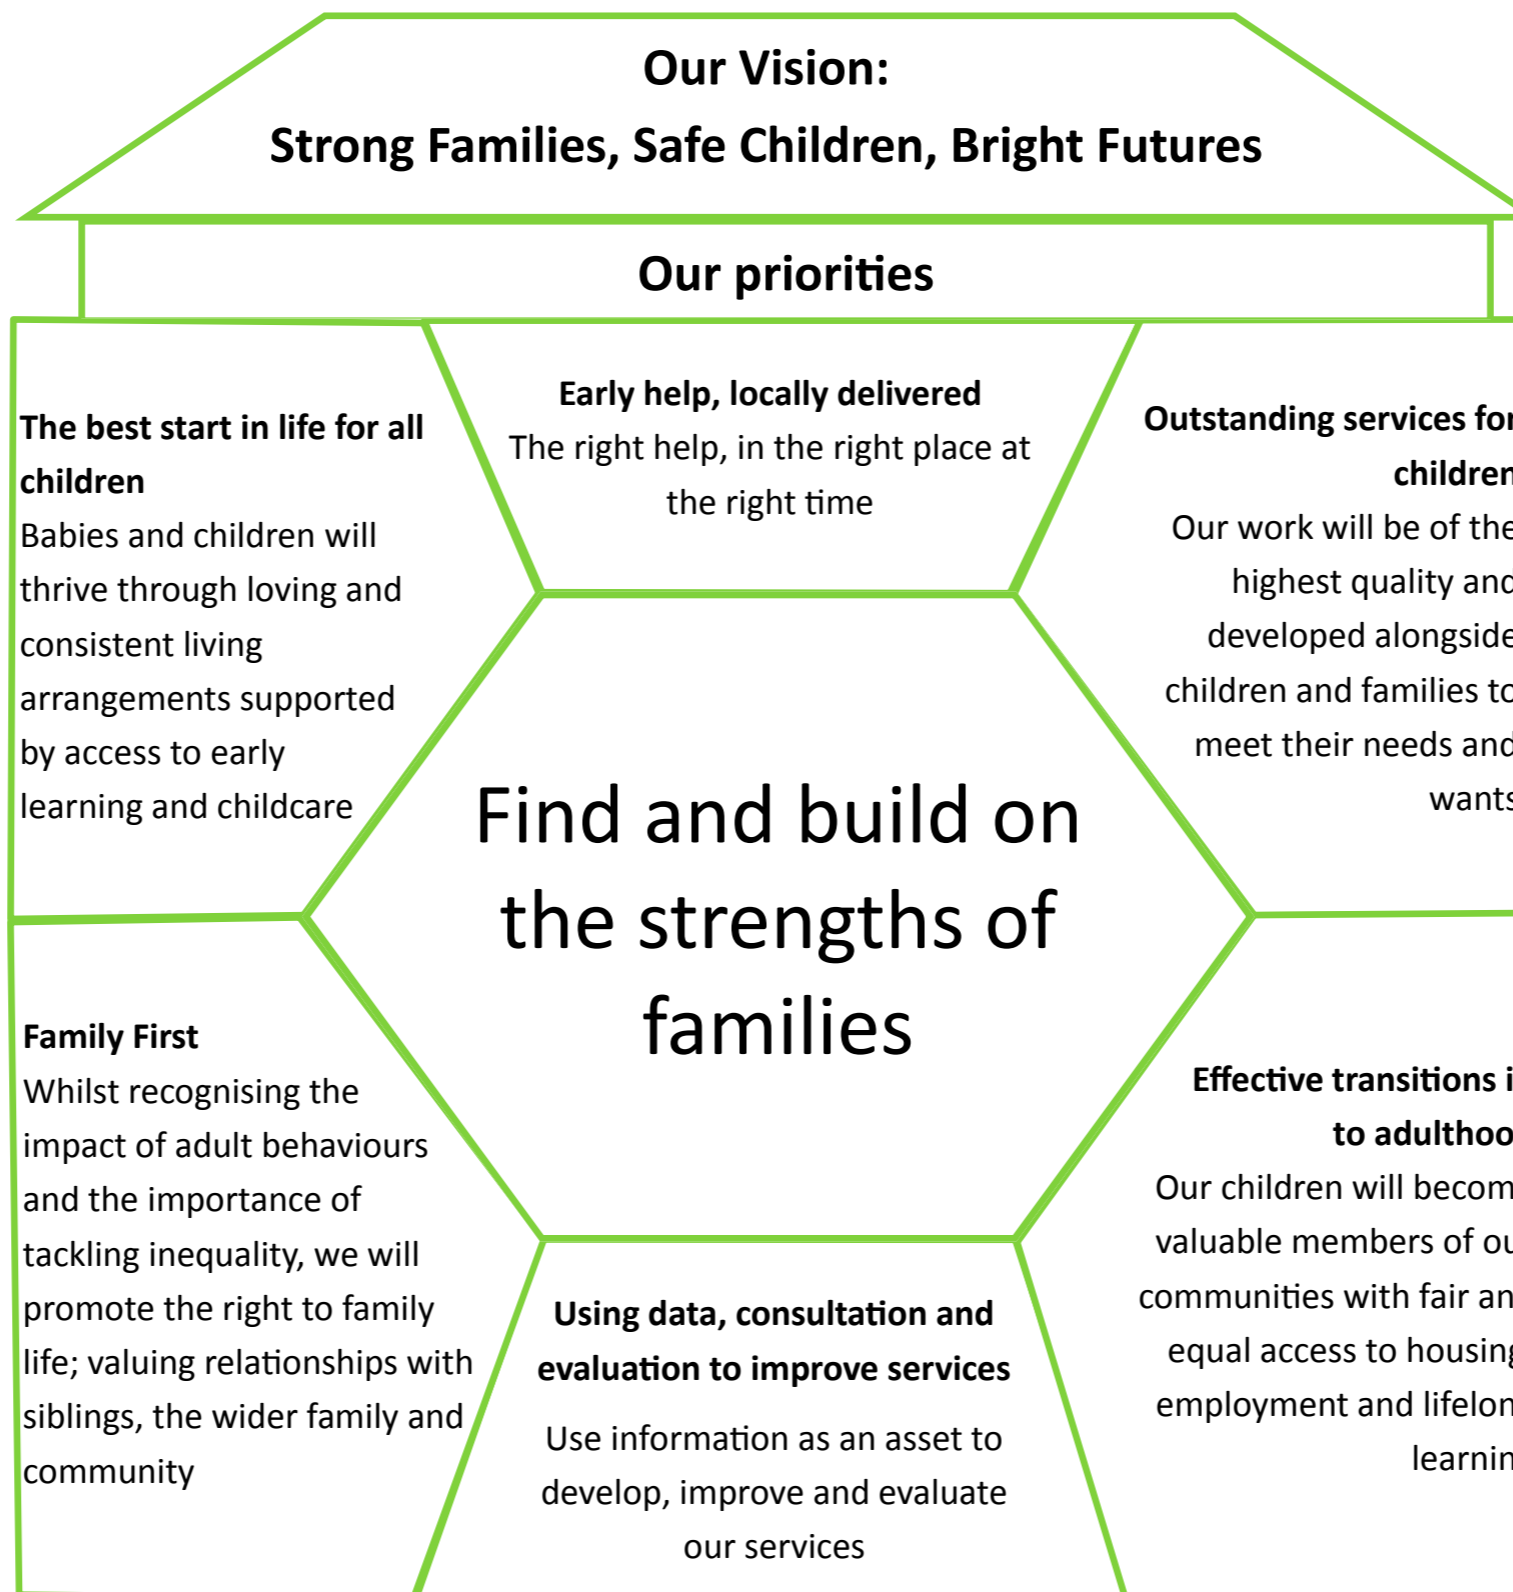 Our Vision:
Strong Families, Safe Children, Bright Futures
Our priorities
The best start in life for all
children
Babies and children will
thrive through loving and
consistent living
arrangements supported
by access to early
learning and childcare
Early help, locally delivered
The right help, in the right place at
the right time
Outstanding services for
children
Our work will be of the
highest quality and
developed alongside
children and families to
meet their needs and
wants
Find and build on
the strengths of
families
Family First
Whilst recognising the
impact of adult behaviours
and the importance of
tackling inequality, we will
promote the right to family
life; valuing relationships with
siblings, the wider family and
community
Using data, consultation and
evaluation to improve services
Use information as an asset to
develop, improve and evaluate
our services
Effective transitions i
to adulthoo
Our children will becom
valuable members of ou
communities with fair an
equal access to housing
employment and lifelon
learnin